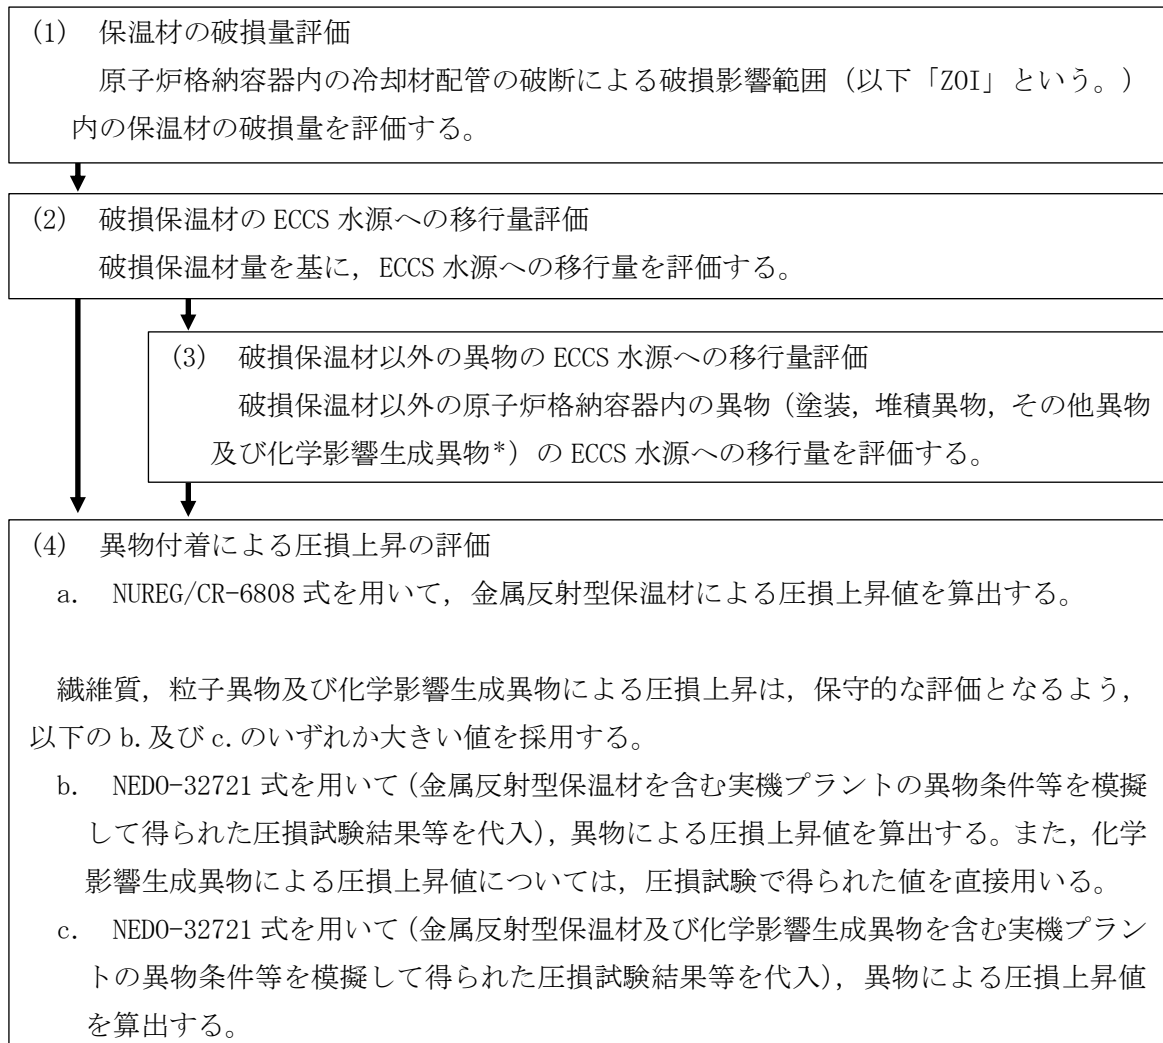 (1) 保温材の破損量評価
原子炉格納容器内の冷却材配管の破断による破損影響範囲（以下「ZOI」という。）
内の保温材の破損量を評価する。
(2) 破損保温材の ECCS 水源への移行量評価
破損保温材量を基に，ECCS 水源への移行量を評価する。
(3) 破損保温材以外の異物の ECCS 水源への移行量評価
破損保温材以外の原子炉格納容器内の異物（塗装，堆積異物，その他異物
及び化学影響生成異物*）の ECCS 水源への移行量を評価する。
(4) 異物付着による圧損上昇の評価
a. NUREG/CR-6808 式を用いて，金属反射型保温材による圧損上昇値を算出する。
繊維質，粒子異物及び化学影響生成異物による圧損上昇は，保守的な評価となるよう，
以下の b.及び c.のいずれか大きい値を採用する。
b. NEDO-32721 式を用いて（金属反射型保温材を含む実機プラントの異物条件等を模擬
して得られた圧損試験結果等を代入），異物による圧損上昇値を算出する。また，化学
影響生成異物による圧損上昇値については，圧損試験で得られた値を直接用いる。
c. NEDO-32721 式を用いて（金属反射型保温材及び化学影響生成異物を含む実機プラン
トの異物条件等を模擬して得られた圧損試験結果等を代入），異物による圧損上昇値
を算出する。